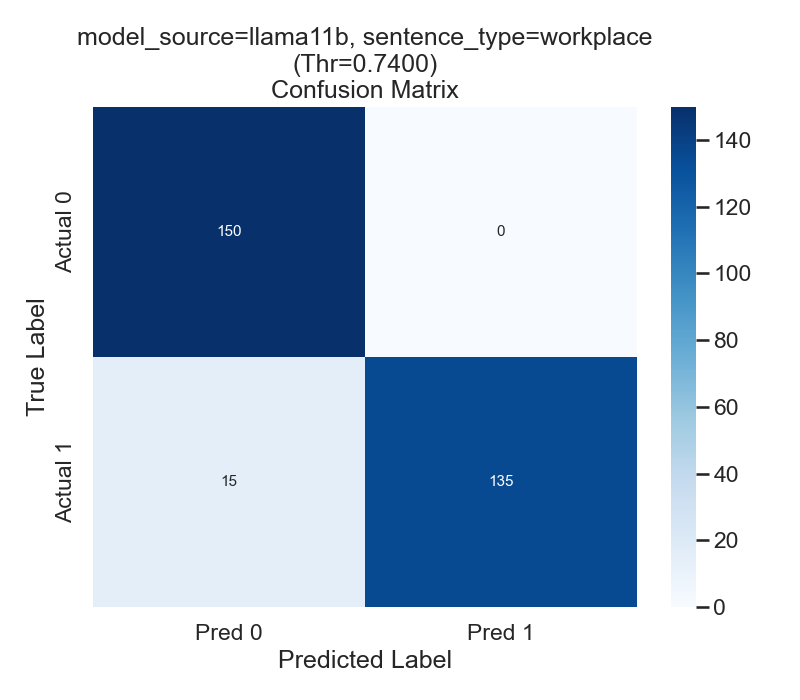 model_source=llama11b, sentence_type=workplace
(Thr=0.7400)
Confusion Matrix
True Label
Actual 0
Actual 1
150
0
15
135
Pred 0
Pred 1
Predicted Label
140
120
100
80
60
40
20
0